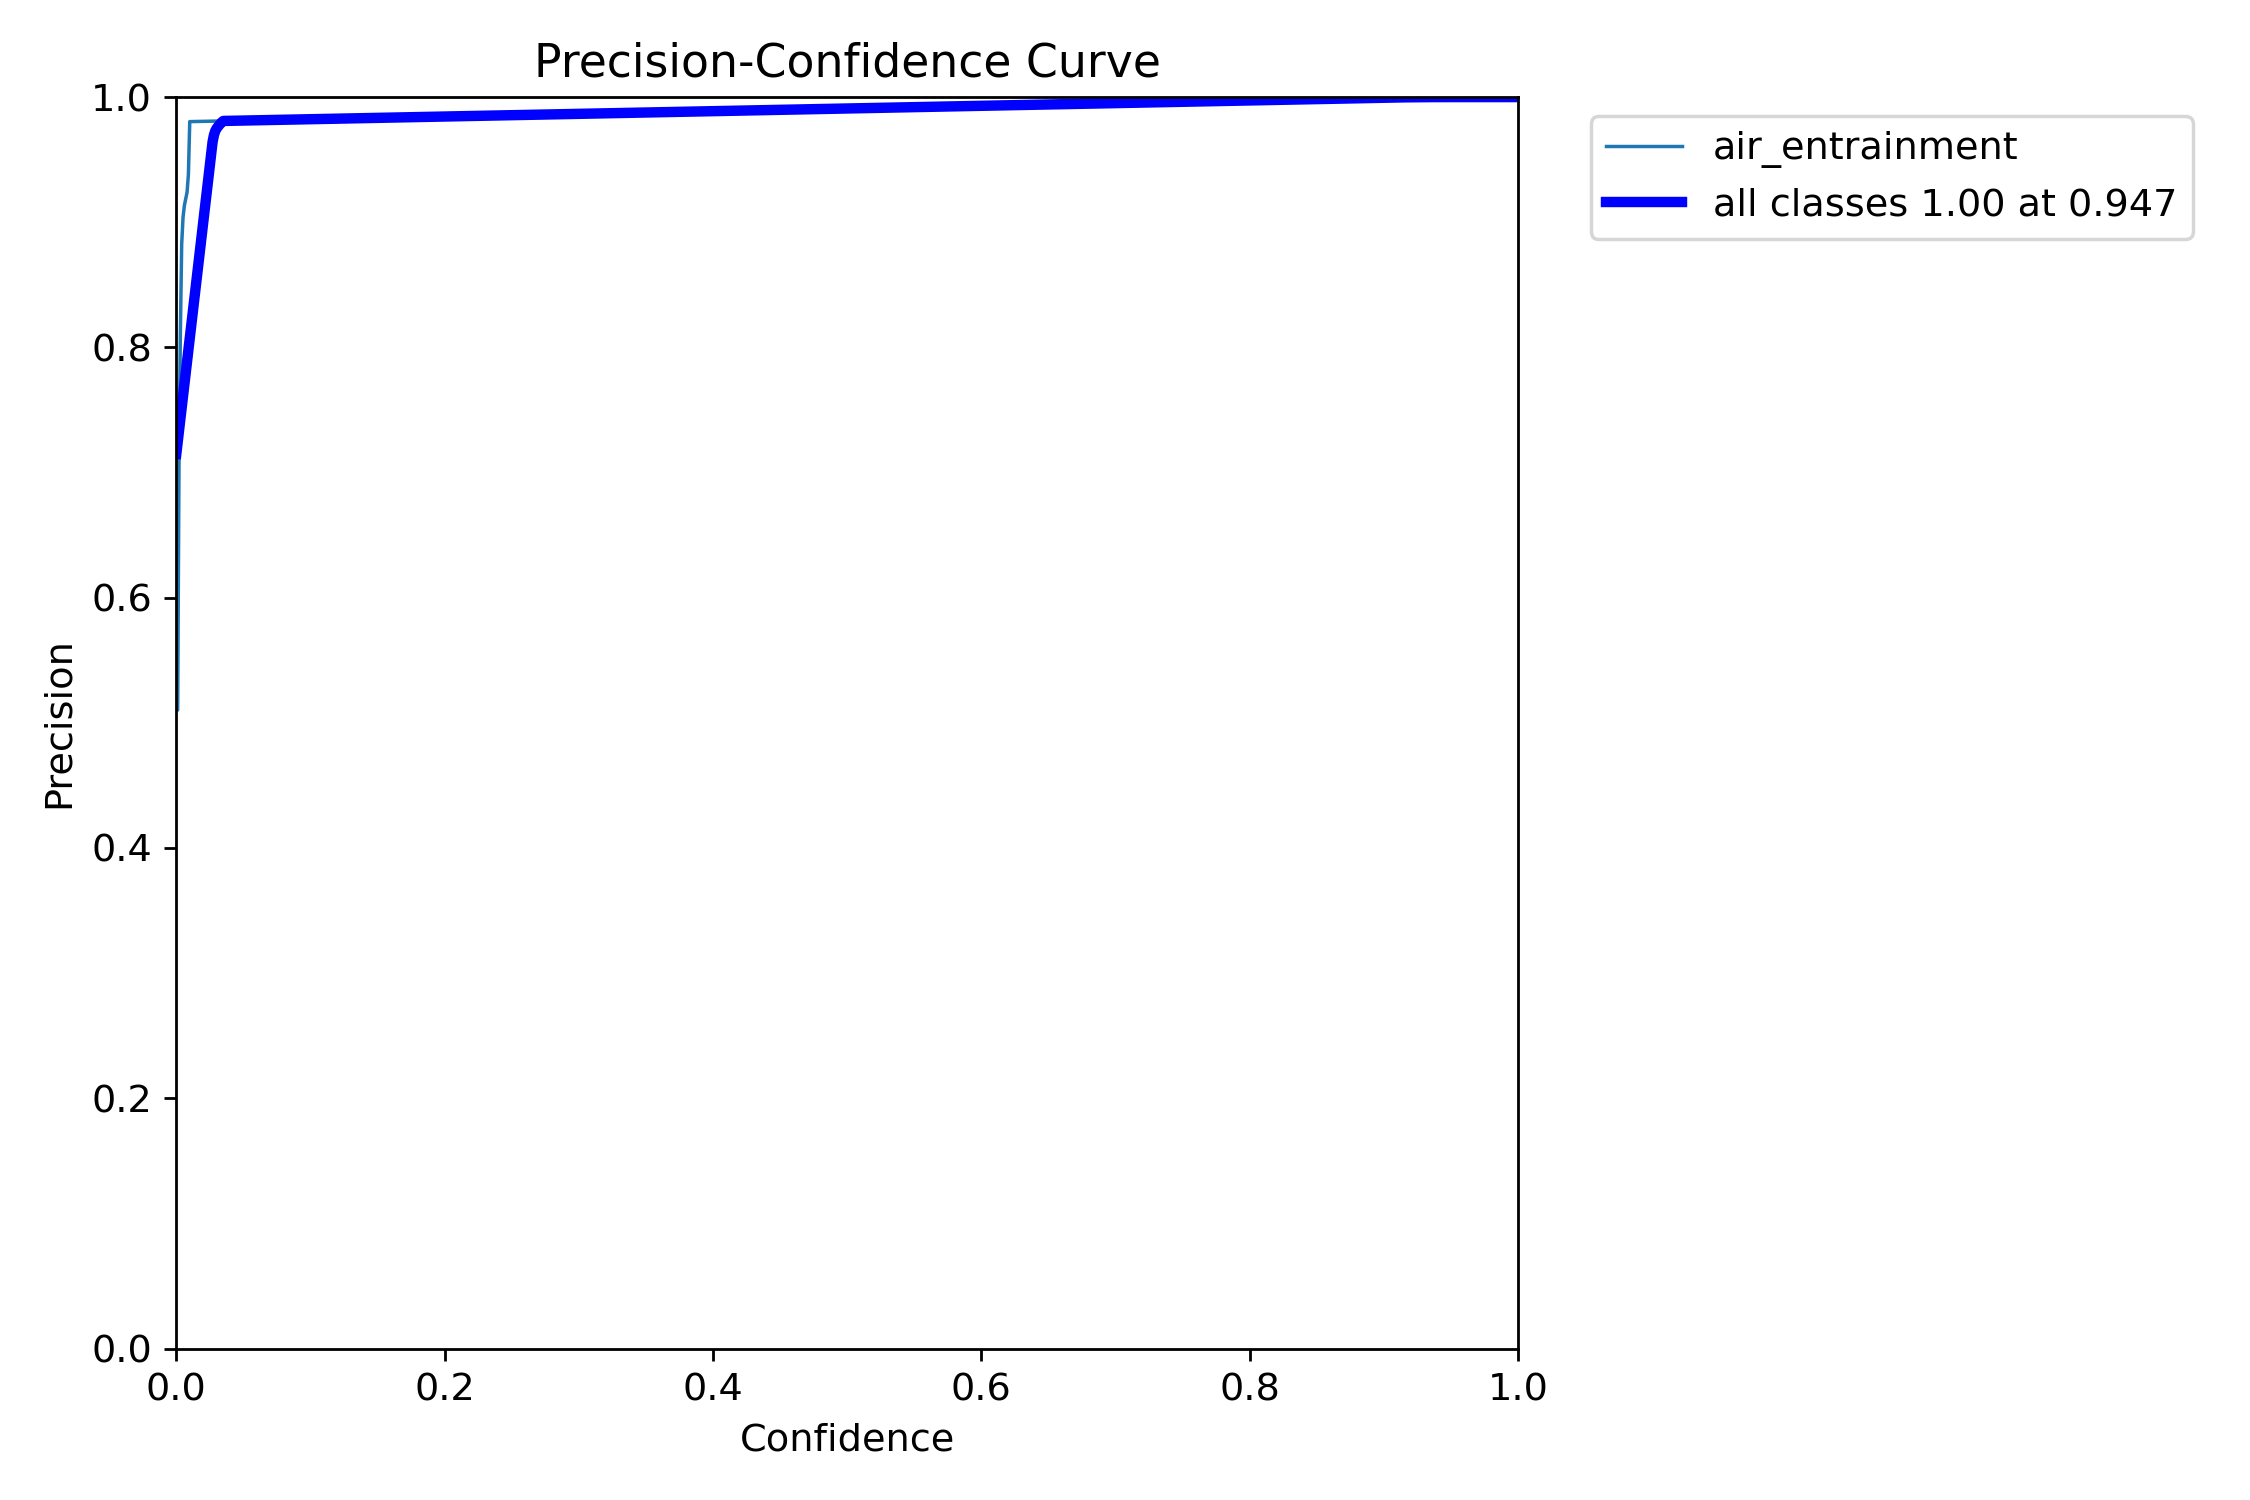 Precision-Confidence Curve
1.0
0.8
0.6
0.4
0.2
0.0
Precision
0.0 0.2 0.4 0.6 0.8 1.0
Confidence
air_entrainment
all classes 1.00 at 0.947